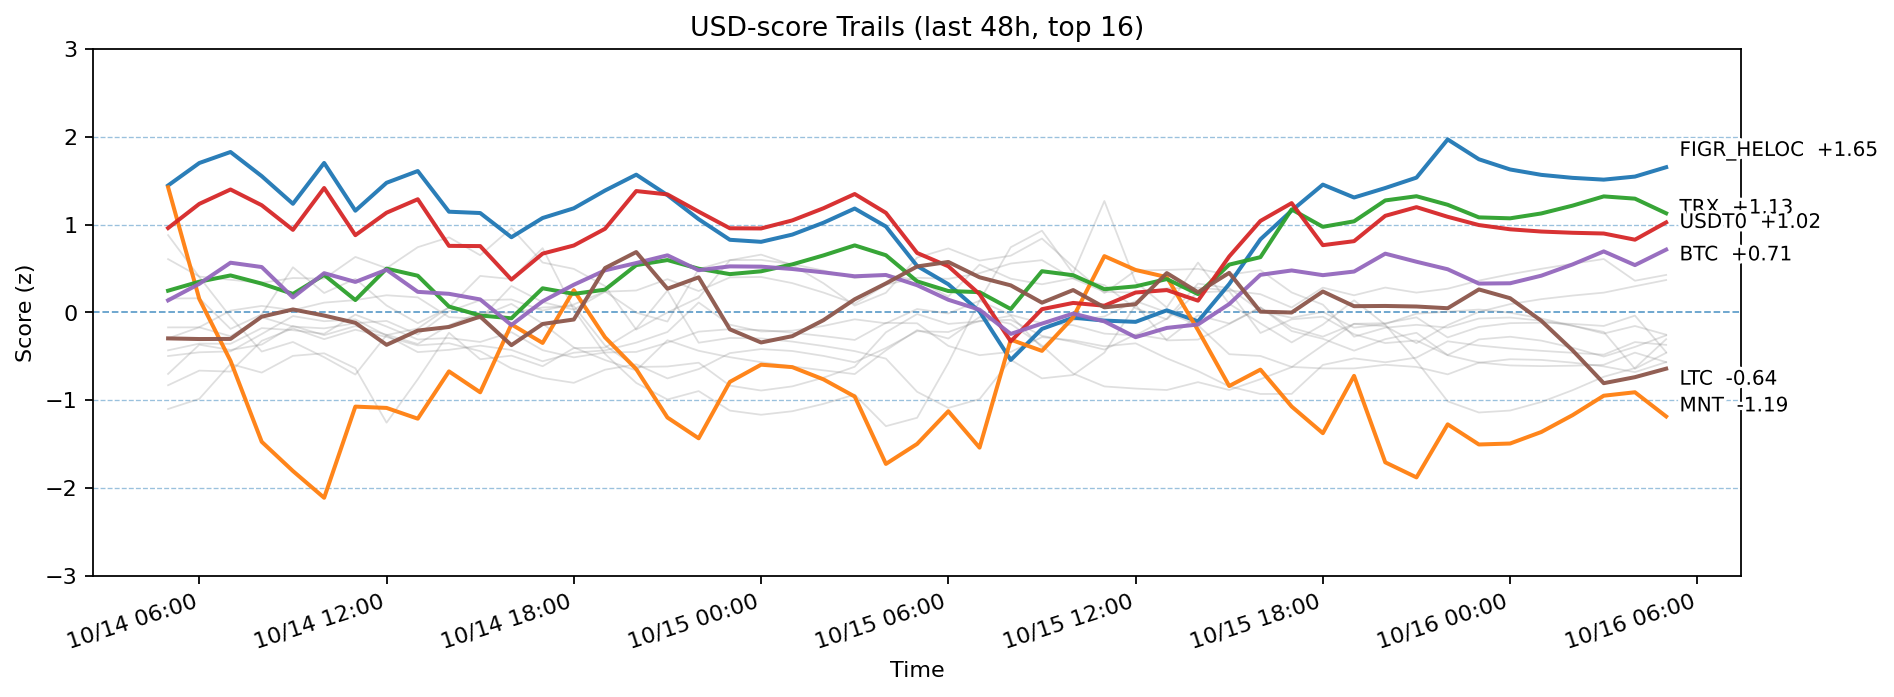 USD-score Trails (last 48h, top 16)
Score (z)
3
2
1
0
−1
−2
−3
FIGR_HELOC +1.65
TRX +1.13
USDT0 +1.02
BTC +0.71
LTC -0.64
MNT -1.19
10/14 06:00
10/14 12:00
10/14 18:00
10/15 00:00
10/15 06:00
10/15 12:00
10/15 18:00
10/16 00:00
10/16 06:00
Time